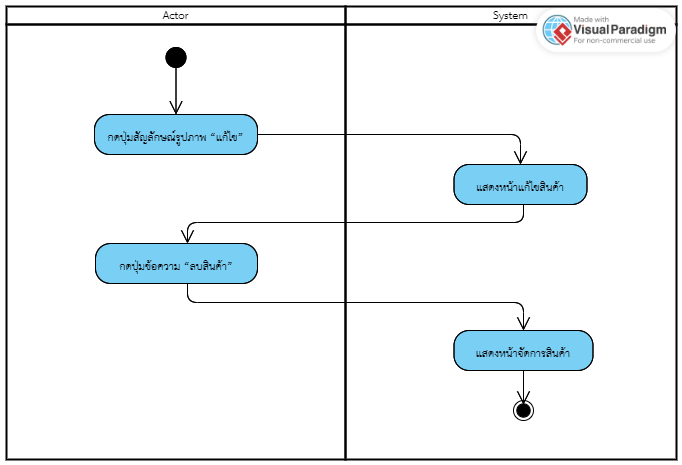 Actor
System
Made with
Visual Paradigm
For non-commercial use
กดปุ่มสัญลักษณ์รูปภาพ “แก้ไข”
แสดงหน้าแก้ไขสินค้า
กดปุ่มข้อความ “ลบสินค้า”
แสดงหน้าจัดการสินค้า